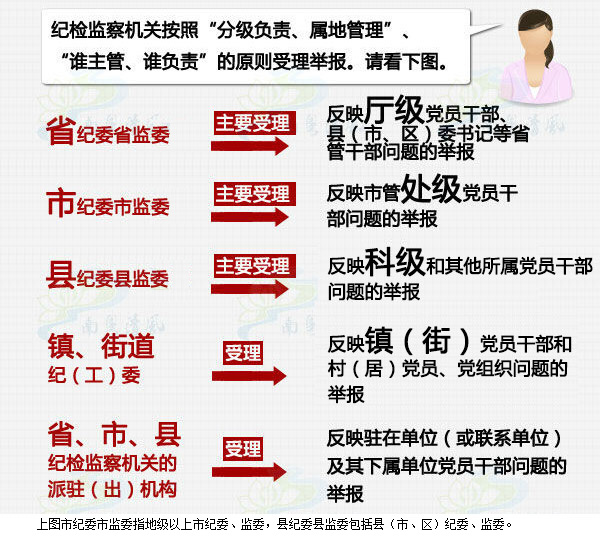 纪检监察机关按照“分级负责、属地管理”、
“谁主管、谁负责”的原则受理举报。请看下图。
省纪委省监委
主要受理
反映厅级党员干部、
县（市、区）委书记等省
管干部问题的举报
市纪委市监委
主要受理
反映市管处级党员干
部问题的举报
县纪委县监委
主要受理
反映科级和其他所属党员干部
问题的举报
镇、街道
纪（工）委
受理
反映镇（街）党员干部和
村（居）党员、党组织问题的
举报
省、市、县
纪检监察机关的
派驻（出）机构
受理
反映驻在单位（或联系单位）
及其下属单位党员干部问题的
举报
上图市纪委市监委指地级以上市纪委、监委，县纪委县监委包括县（市、区）纪委、监委。
南粤清风